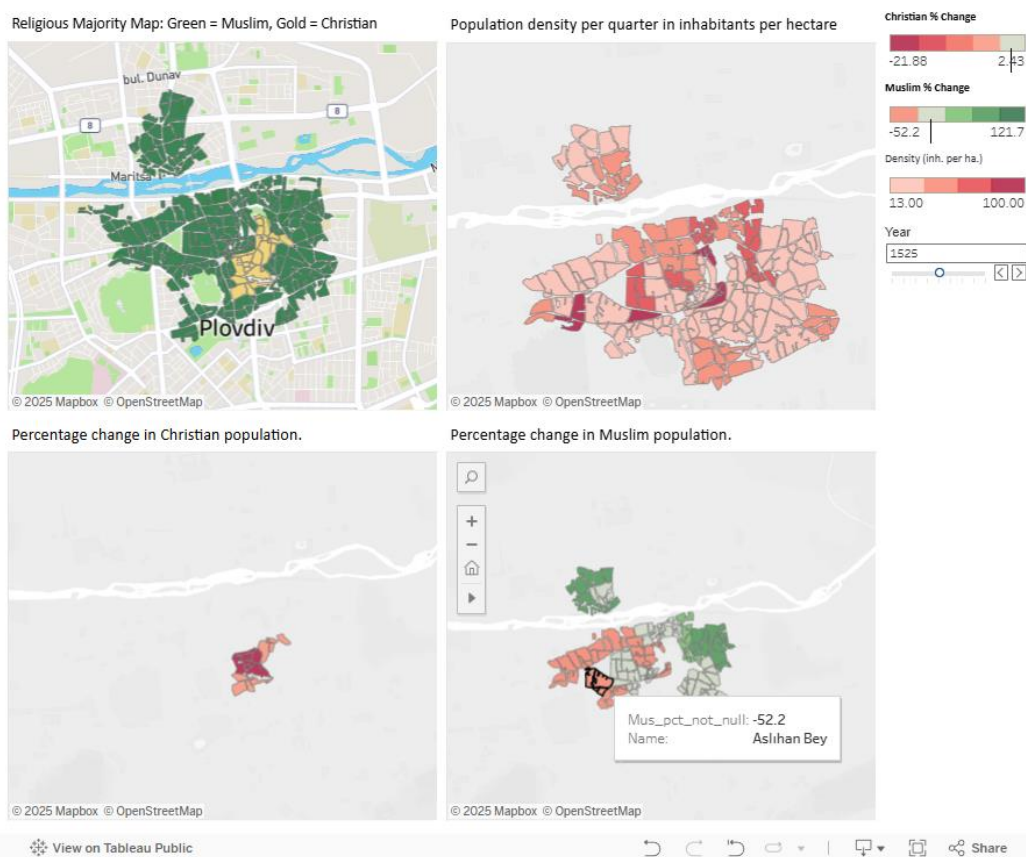 Religious Majority Map: Green = Muslim, Gold = Christian
bul. Dunav
8
8
Maritsa
Plovdiv
© 2025 Mapbox © OpenStreetMap
Population density per quarter in inhabitants per hectare
© 2025 Mapbox © OpenStreetMap
Christian % Change
-21.88 2.43
Muslim % Change
-52.2 121.7
Density (inh. per ha.)
13.00 100.00
Year
1525
Percentage change in Christian population.
© 2025 Mapbox © OpenStreetMap
Percentage change in Muslim population.
Mus_pct_not_null: -52.2
Name: Aslıhan Bey
© 2025 Mapbox © OpenStreetMap
View on Tableau Public
Share